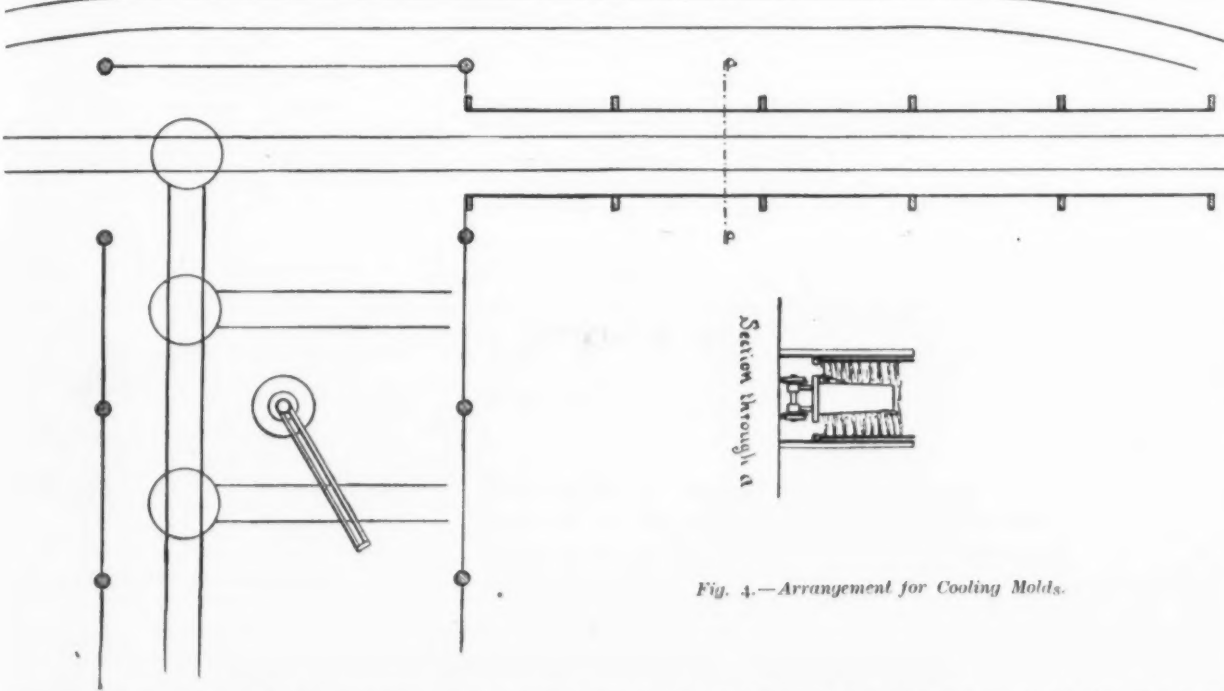 a
a
Section through a
Fig. 4.—Arrangement for Cooling Molds.